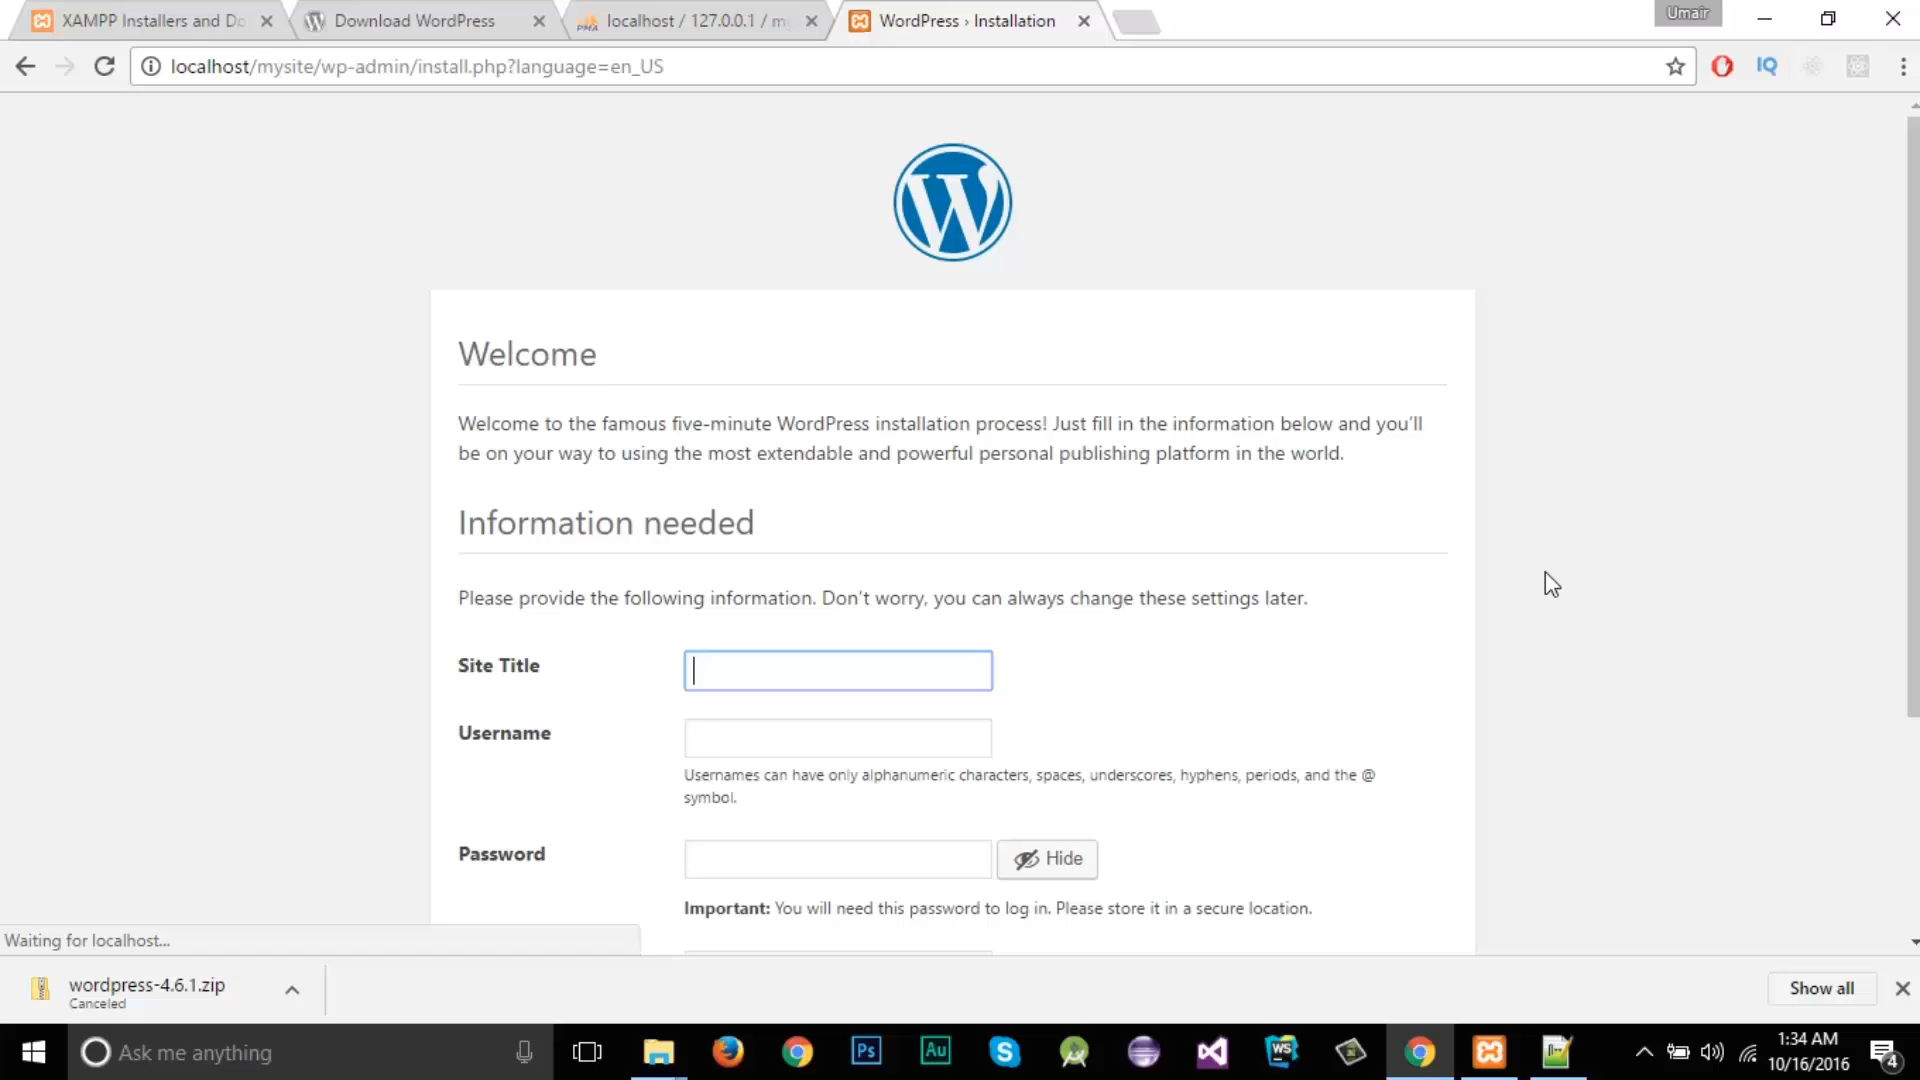 XAMPP Installers and Do
Download WordPress
localhost / 127.0.0.1 / my
WordPress › Installation
Umair
localhost/mysite/wp-admin/install.php?language=en_US
IQ
Welcome
Welcome to the famous five-minute WordPress installation process! Just fill in the information below and you’ll
be on your way to using the most extendable and powerful personal publishing platform in the world.
Information needed
Please provide the following information. Don’t worry, you can always change these settings later.
Site Title
Username
Usernames can have only alphanumeric characters, spaces, underscores, hyphens, periods, and the @
symbol.
Password
Hide
Important: You will need this password to log in. Please store it in a secure location.
Waiting for localhost...
wordpress-4.6.1.zip
Canceled
Show all
Ask me anything
Ps
Au
S
WS
1:34 AM
10/16/2016
4